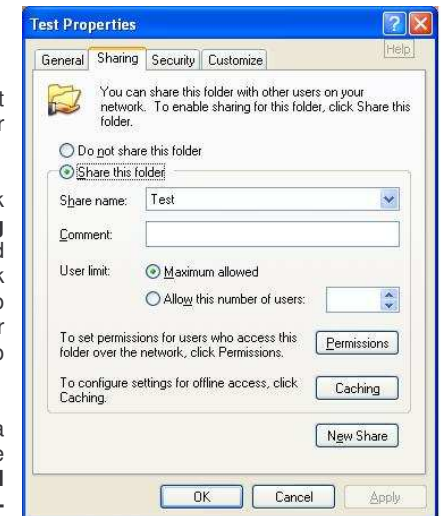 Test Properties
Help
General Sharing Security Customize
You can share this folder with other users on your
network. To enable sharing for this folder, click Share this
folder.
Do not share this folder
Share this folder
Share name: Test
Comment:
User limit: Maximum allowed
Allow this number of users:
To set permissions for users who access this
folder over the network, click Permissions.
Permissions
To configure settings for offline access, click
Caching.
Caching
New Share
OK Cancel Apply